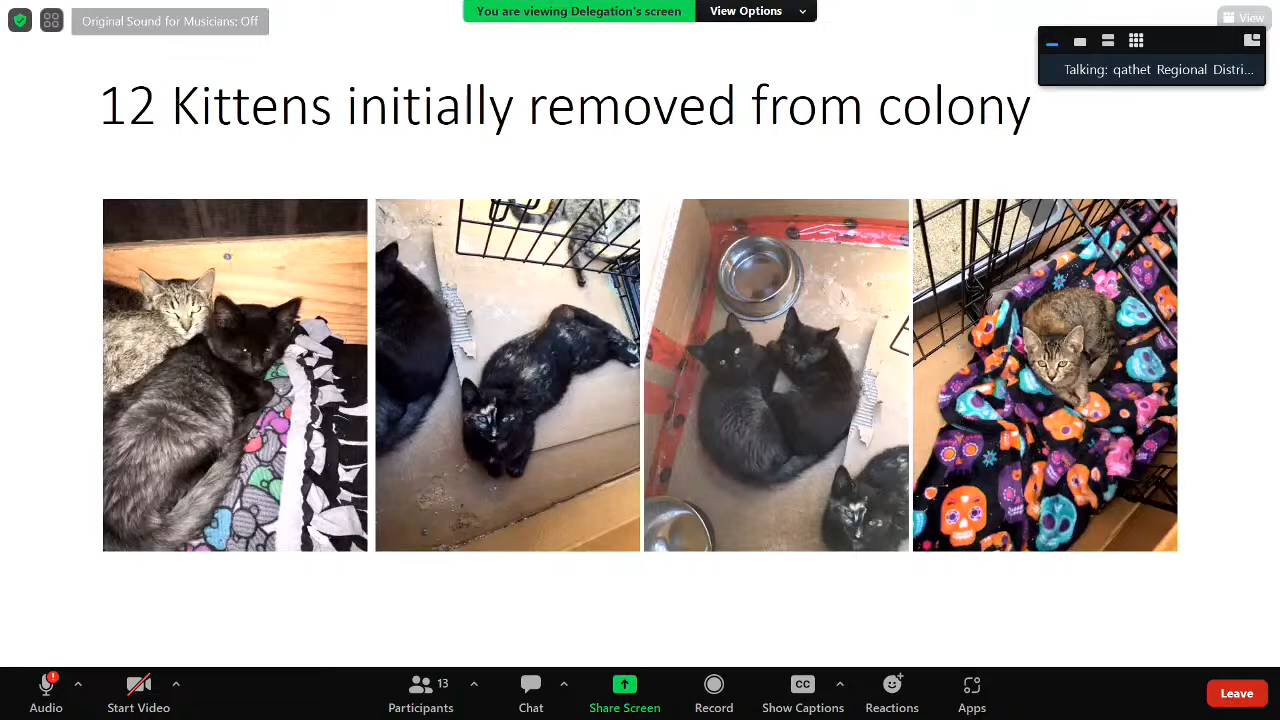 Original Sound for Musicians: Off
You are viewing Delegation's screen
View Options
View
Talking: qathet Regional Distri...
12 Kittens initially removed from colony
Audio
Start Video
13
Participants
Chat
Share Screen
Record
CC
Show Captions
Reactions
Apps
Leave